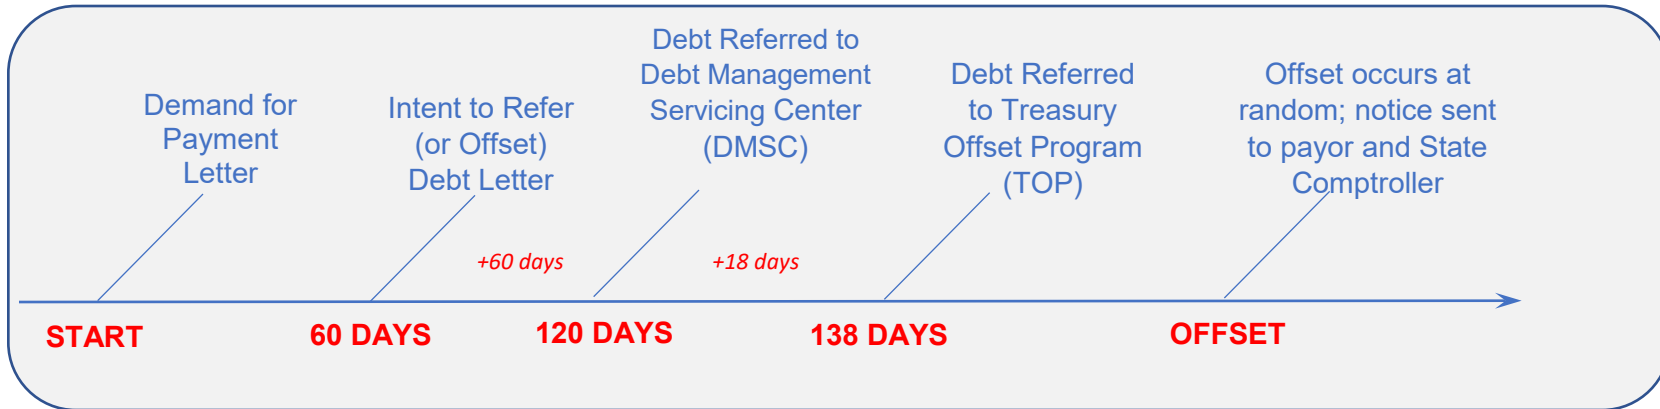 Demand for
Payment
Letter
Intent to Refer
(or Offset)
Debt Letter
Debt Referred to
Debt Management
Servicing Center
(DMSC)
Debt Referred
to Treasury
Offset Program
(TOP)
Offset occurs at
random; notice sent
to payor and State
Comptroller
+60 days
+18 days
START
60 DAYS
120 DAYS
138 DAYS
OFFSET